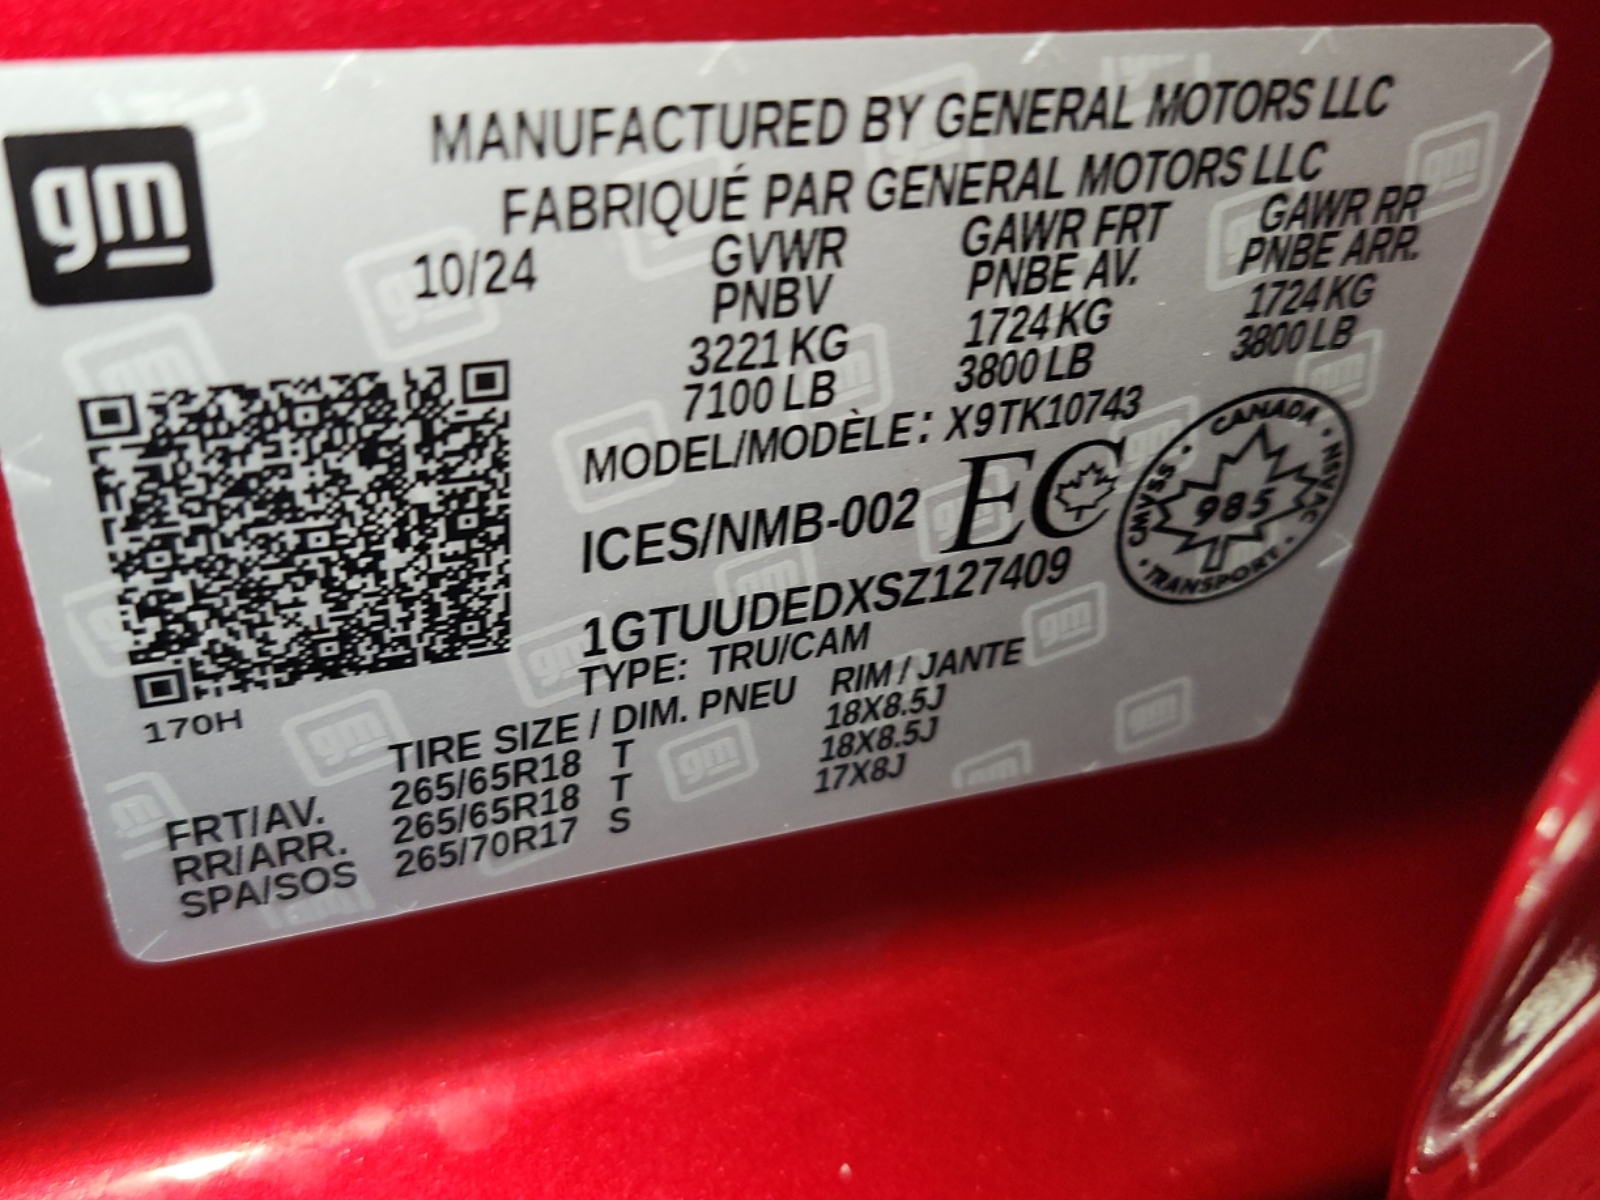 gm
MANUFACTURED BY GENERAL MOTORS LLC
FABRIQUÉ PAR GENERAL MOTORS LLC
10/24 GVWR GAWR FRT GAWR RR
PNBV PNBE AV. PNBE ARR.
3221 KG 1724 KG 1724 KG
7100 LB 3800 LB 3800 LB
MODEL/MODÈLE: X9TK10743
ICES/NMB-002 EC
CANADA · NSVAC · TRANSPORT · CMVSS ·
985
1GTUUDEDXSZ127409
TYPE: TRU/CAM
170H
TIRE SIZE / DIM. PNEU RIM / JANTE
FRT/AV. 265/65R18 T 18X8.5J
RR/ARR. 265/65R18 T 18X8.5J
SPA/SOS 265/70R17 S 17X8J